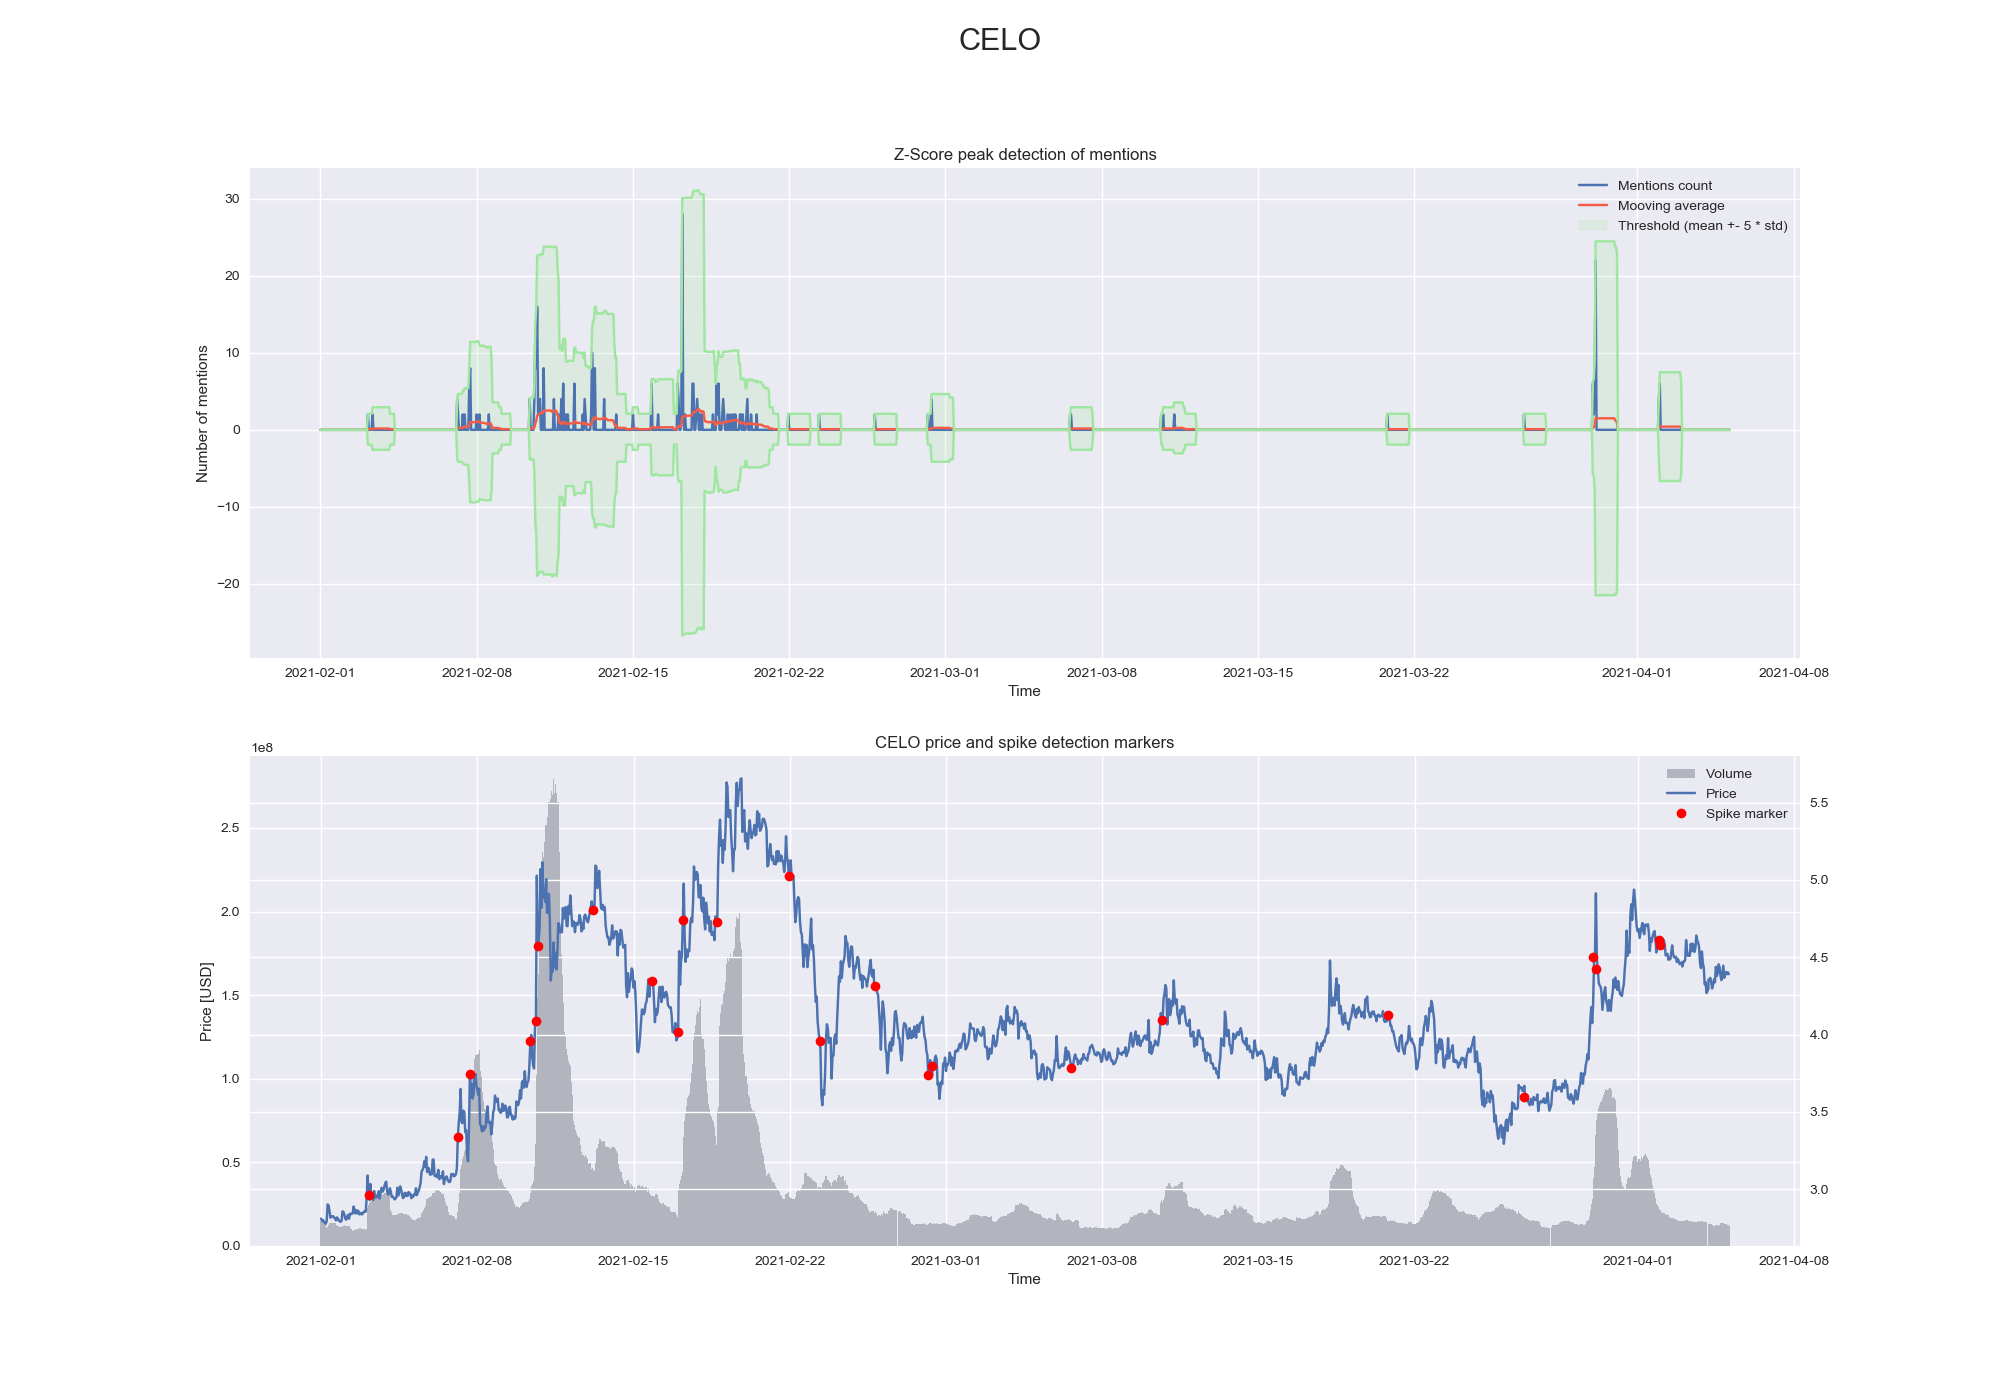 CELO
Z-Score peak detection of mentions
Mentions count
Mooving average
Threshold (mean +- 5 * std)
Number of mentions
30
20
10
0
−10
−20
2021-02-01 2021-02-08 2021-02-15 2021-02-22 2021-03-01 2021-03-08 2021-03-15 2021-03-22 2021-04-01 2021-04-08
Time
CELO price and spike detection markers
1e8
Volume
Price
Spike marker
Price [USD]
2.5
2.0
1.5
1.0
0.5
0.0
5.5
5.0
4.5
4.0
3.5
3.0
2021-02-01 2021-02-08 2021-02-15 2021-02-22 2021-03-01 2021-03-08 2021-03-15 2021-03-22 2021-04-01 2021-04-08
Time